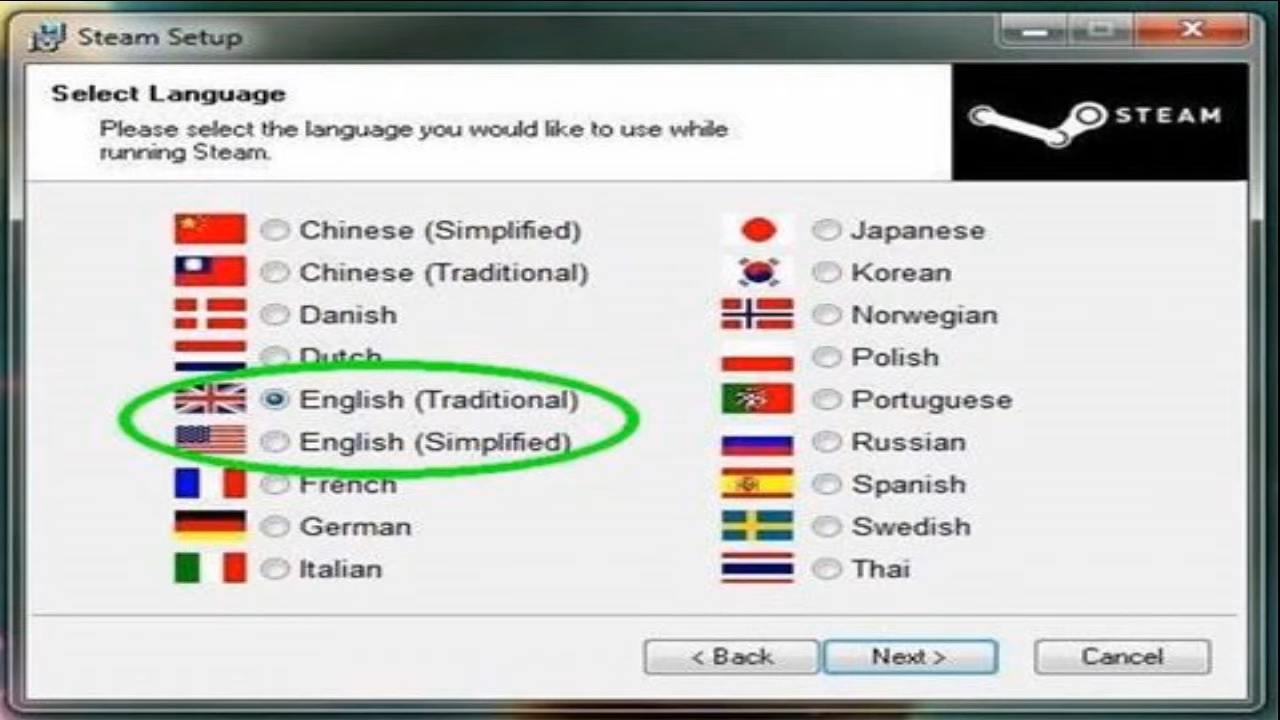 Steam Setup
Select Language
Please select the language you would like to use while
running Steam.
STEAM
Chinese (Simplified)
Chinese (Traditional)
Danish
Dutch
English (Traditional)
English (Simplified)
French
German
Italian
Japanese
Korean
Norwegian
Polish
Portuguese
Russian
Spanish
Swedish
Thai
< Back
Next >
Cancel